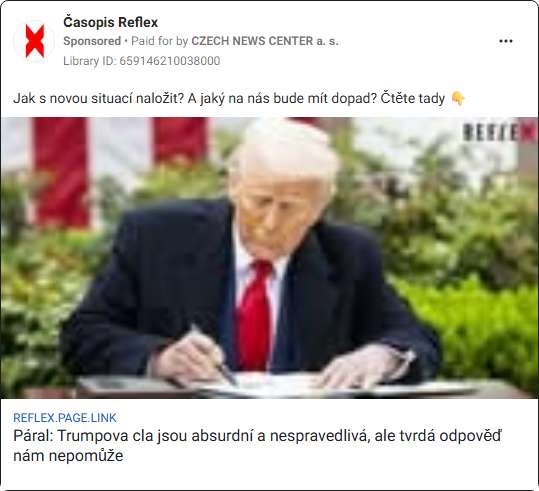 Časopis Reflex
Sponsored • Paid for by CZECH NEWS CENTER a. s.
Library ID: 659146210038000
Jak s novou situací naložit? A jaký na nás bude mít dopad? Čtěte tady 👇
REFLEX
REFLEX.PAGE.LINK
Páral: Trumpova cla jsou absurdní a nespravedlivá, ale tvrdá odpověď
nám nepomůže